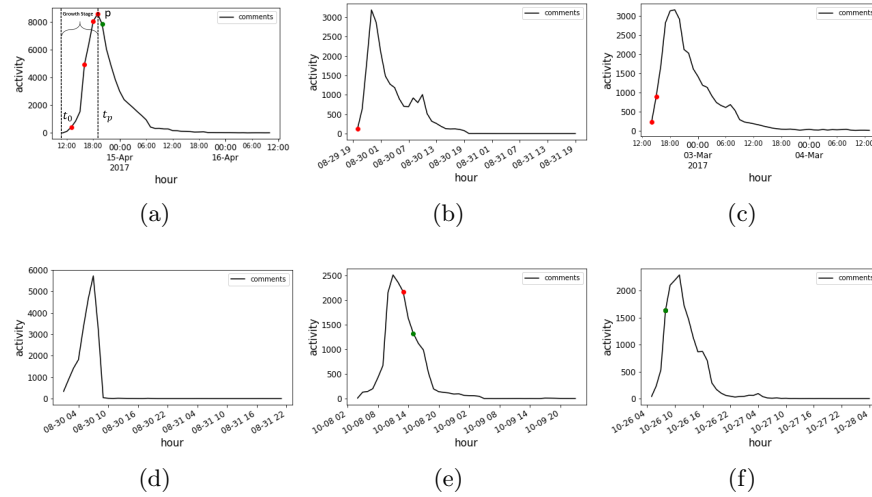 Growth Stage
p
comments
8000
6000
4000
2000
0
activity
t0
tp
12:00 18:00 00:00 06:00 12:00 18:00 00:00 06:00 12:00
15-Apr 16-Apr
2017
hour
(a)
comments
3000
2500
2000
1500
1000
500
0
activity
08-29 19 08-30 01 08-30 07 08-30 13 08-30 19 08-31 01 08-31 07 08-31 13 08-31 19
hour
(b)
comments
3000
2500
2000
1500
1000
500
0
activity
12:00 18:00 00:00 06:00 12:00 18:00 00:00 06:00 12:00
03-Mar 04-Mar
2017
hour
(c)
comments
6000
5000
4000
3000
2000
1000
0
activity
08-30 04 08-30 10 08-30 16 08-30 22 08-31 04 08-31 10 08-31 16 08-31 22
hour
(d)
comments
2500
2000
1500
1000
500
0
activity
10-08 02 10-08 08 10-08 14 10-08 20 10-09 02 10-09 08 10-09 14 10-09 20
hour
(e)
comments
2000
1500
1000
500
0
activity
10-26 04 10-26 10 10-26 16 10-26 22 10-27 04 10-27 10 10-27 16 10-27 22 10-28 04
hour
(f)